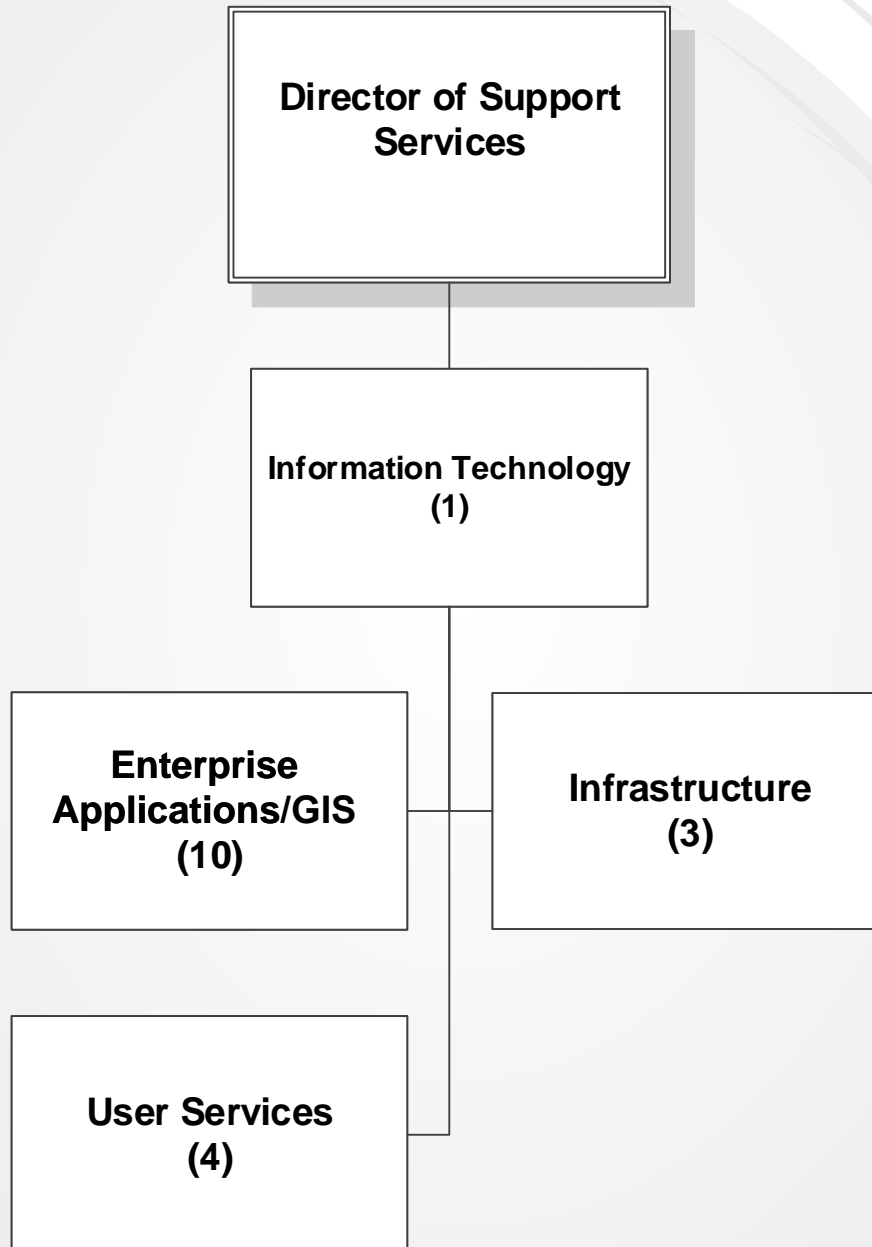 Director of Support
Services
Information Technology
(1)
Enterprise
Applications/GIS
(10)
Infrastructure
(3)
User Services
(4)